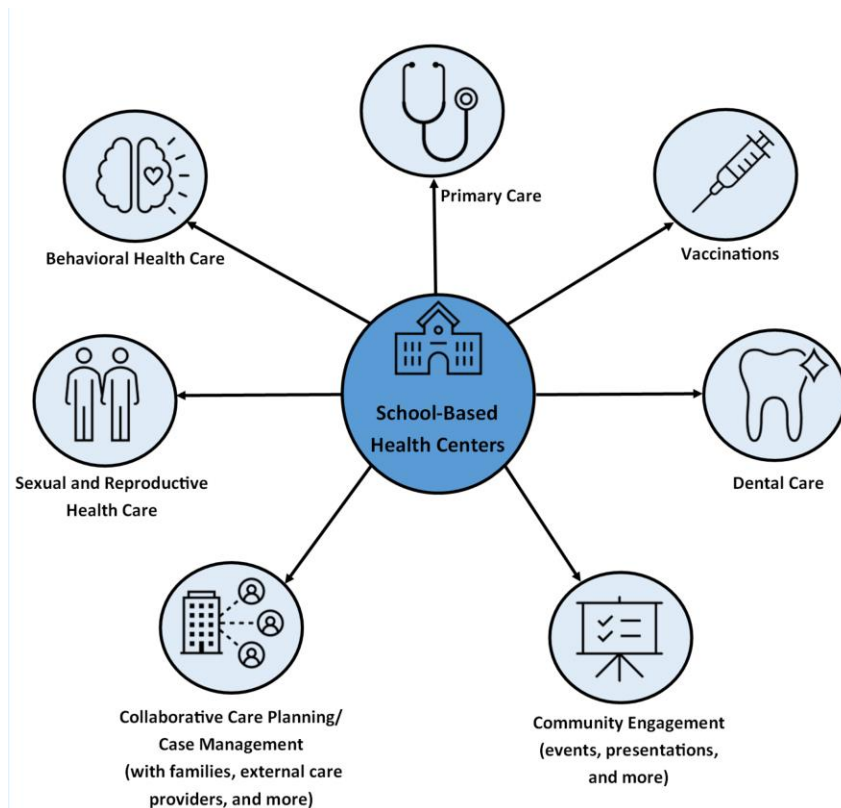 Primary Care
Behavioral Health Care
Vaccinations
School-Based
Health Centers
Sexual and Reproductive
Health Care
Dental Care
Collaborative Care Planning/
Case Management
(with families, external care
providers, and more)
Community Engagement
(events, presentations,
and more)